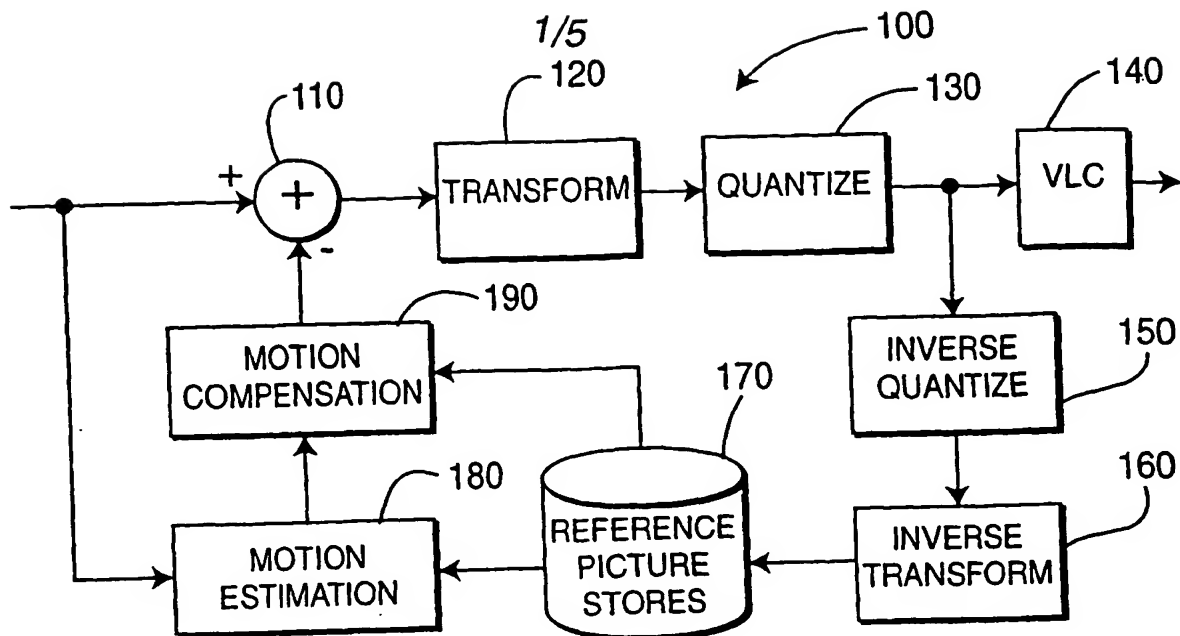 1/5
100
110
120
130
140
+
+
-
TRANSFORM
QUANTIZE
VLC
190
MOTION
COMPENSATION
170
INVERSE
QUANTIZE
150
180
MOTION
ESTIMATION
REFERENCE
PICTURE
STORES
160
INVERSE
TRANSFORM